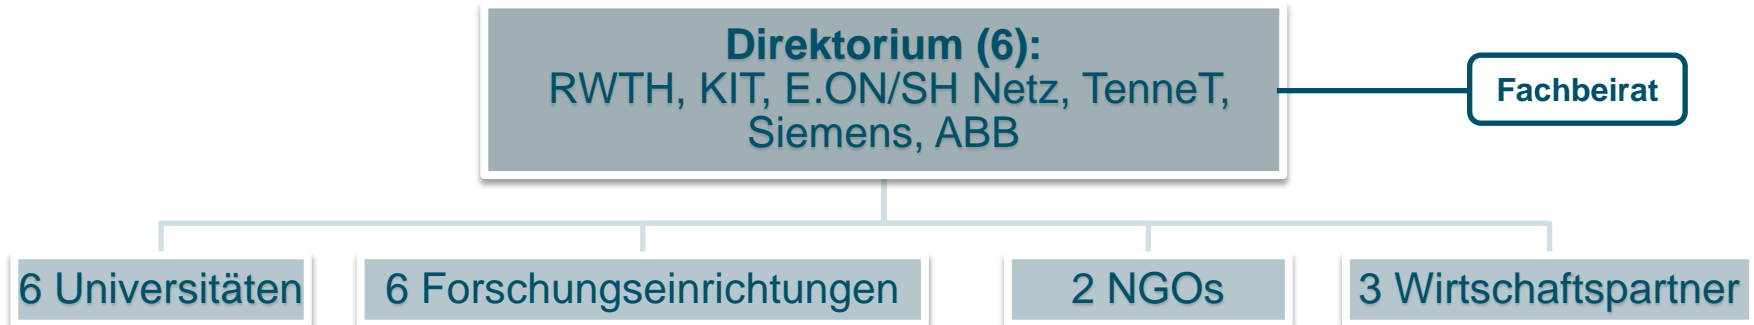 Direktorium (6):
RWTH, KIT, E.ON/SH Netz, TenneT,
Siemens, ABB
Fachbeirat
6 Universitäten
6 Forschungseinrichtungen
2 NGOs
3 Wirtschaftspartner